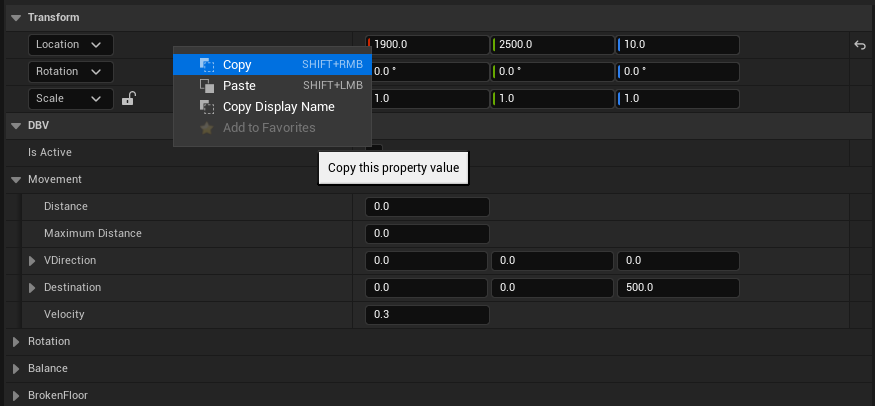 Transform
Location 1900.0 2500.0 10.0
Copy SHIFT+RMB
Rotation 0.0 ° 0.0 ° 0.0 °
Paste SHIFT+LMB
Scale 1.0 1.0 1.0
Copy Display Name
DBV
Add to Favorites
Is Active
Copy this property value
Movement
Distance 0.0
Maximum Distance 0.0
VDirection 0.0 0.0 0.0
Destination 0.0 0.0 500.0
Velocity 0.3
Rotation
Balance
BrokenFloor